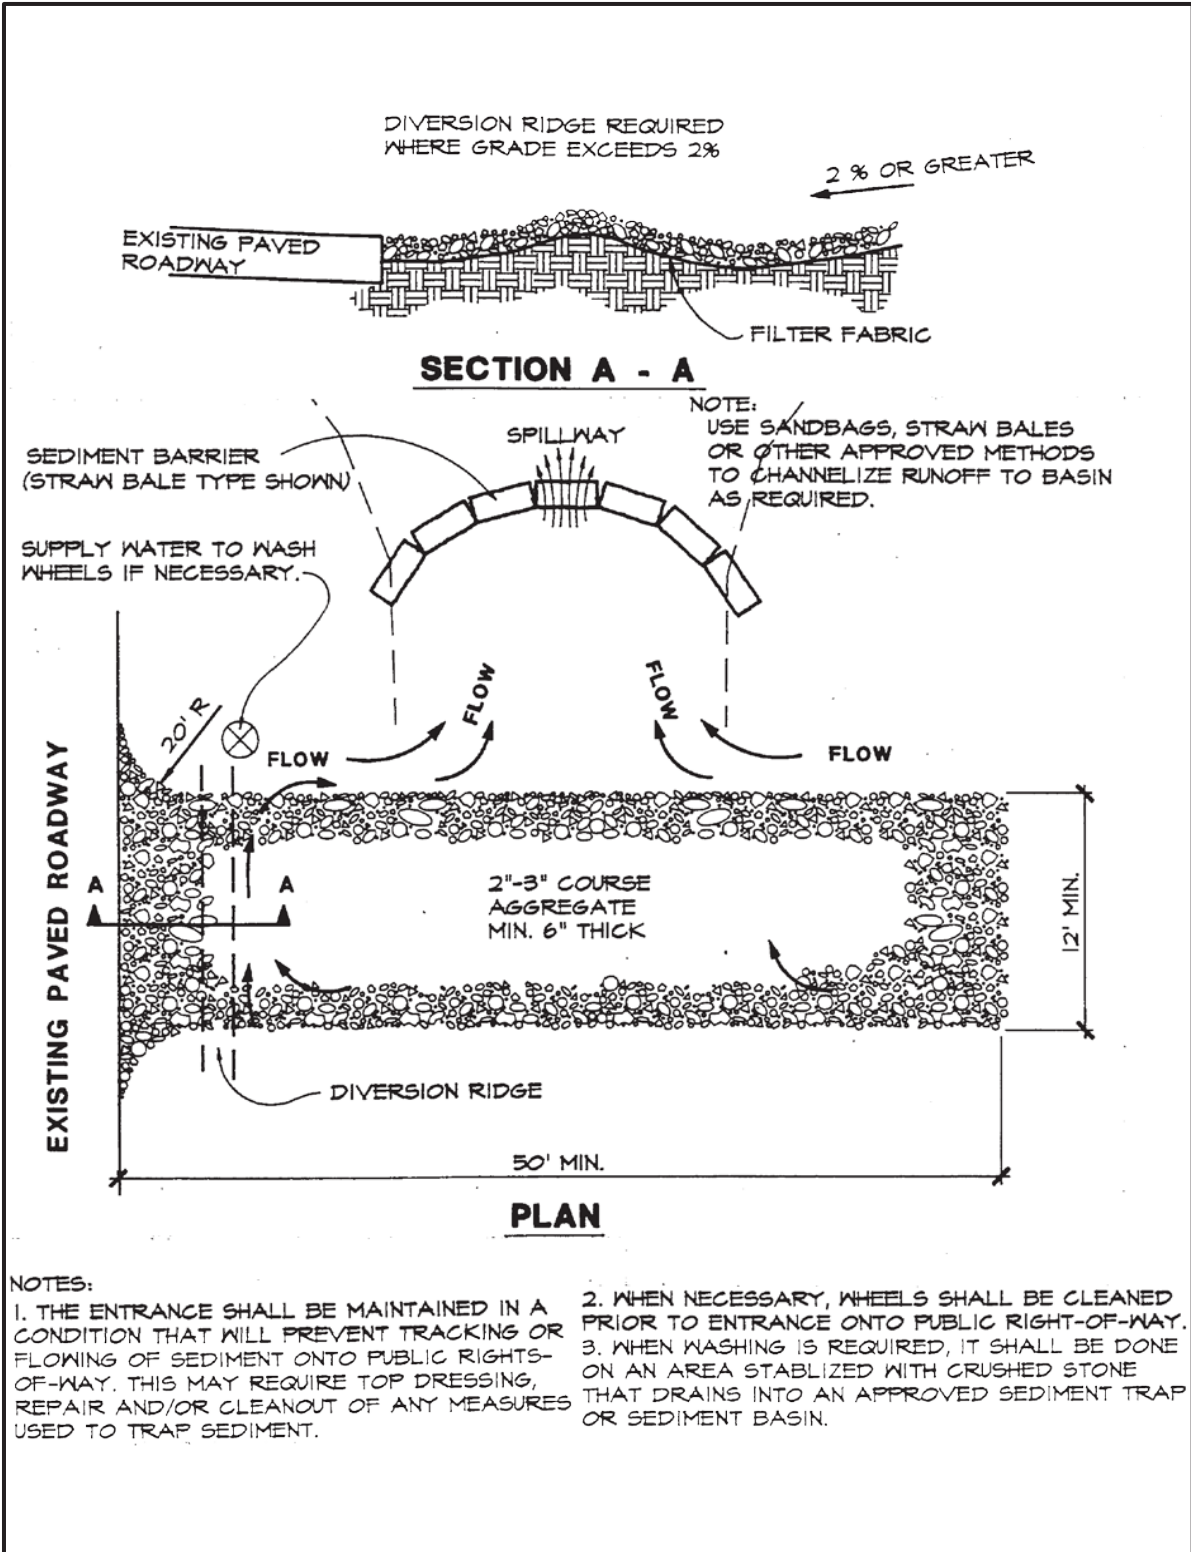 DIVERSION RIDGE REQUIRED
WHERE GRADE EXCEEDS 2%
2 % OR GREATER
EXISTING PAVED
ROADWAY
FILTER FABRIC
SECTION A - A
NOTE:
USE SANDBAGS, STRAW BALES
OR OTHER APPROVED METHODS
TO CHANNELIZE RUNOFF TO BASIN
AS REQUIRED.
SPILLWAY
SEDIMENT BARRIER
(STRAW BALE TYPE SHOWN)
SUPPLY WATER TO WASH
WHEELS IF NECESSARY.
FLOW
FLOW
20' R
FLOW
FLOW
EXISTING PAVED ROADWAY
A
A
2"-3" COURSE
AGGREGATE
MIN. 6" THICK
12' MIN.
DIVERSION RIDGE
50' MIN.
PLAN
NOTES:
1. THE ENTRANCE SHALL BE MAINTAINED IN A
CONDITION THAT WILL PREVENT TRACKING OR
FLOWING OF SEDIMENT ONTO PUBLIC RIGHTS-
OF-WAY. THIS MAY REQUIRE TOP DRESSING,
REPAIR AND/OR CLEANOUT OF ANY MEASURES
USED TO TRAP SEDIMENT.
2. WHEN NECESSARY, WHEELS SHALL BE CLEANED
PRIOR TO ENTRANCE ONTO PUBLIC RIGHT-OF-WAY.
3. WHEN WASHING IS REQUIRED, IT SHALL BE DONE
ON AN AREA STABLIZED WITH CRUSHED STONE
THAT DRAINS INTO AN APPROVED SEDIMENT TRAP
OR SEDIMENT BASIN.